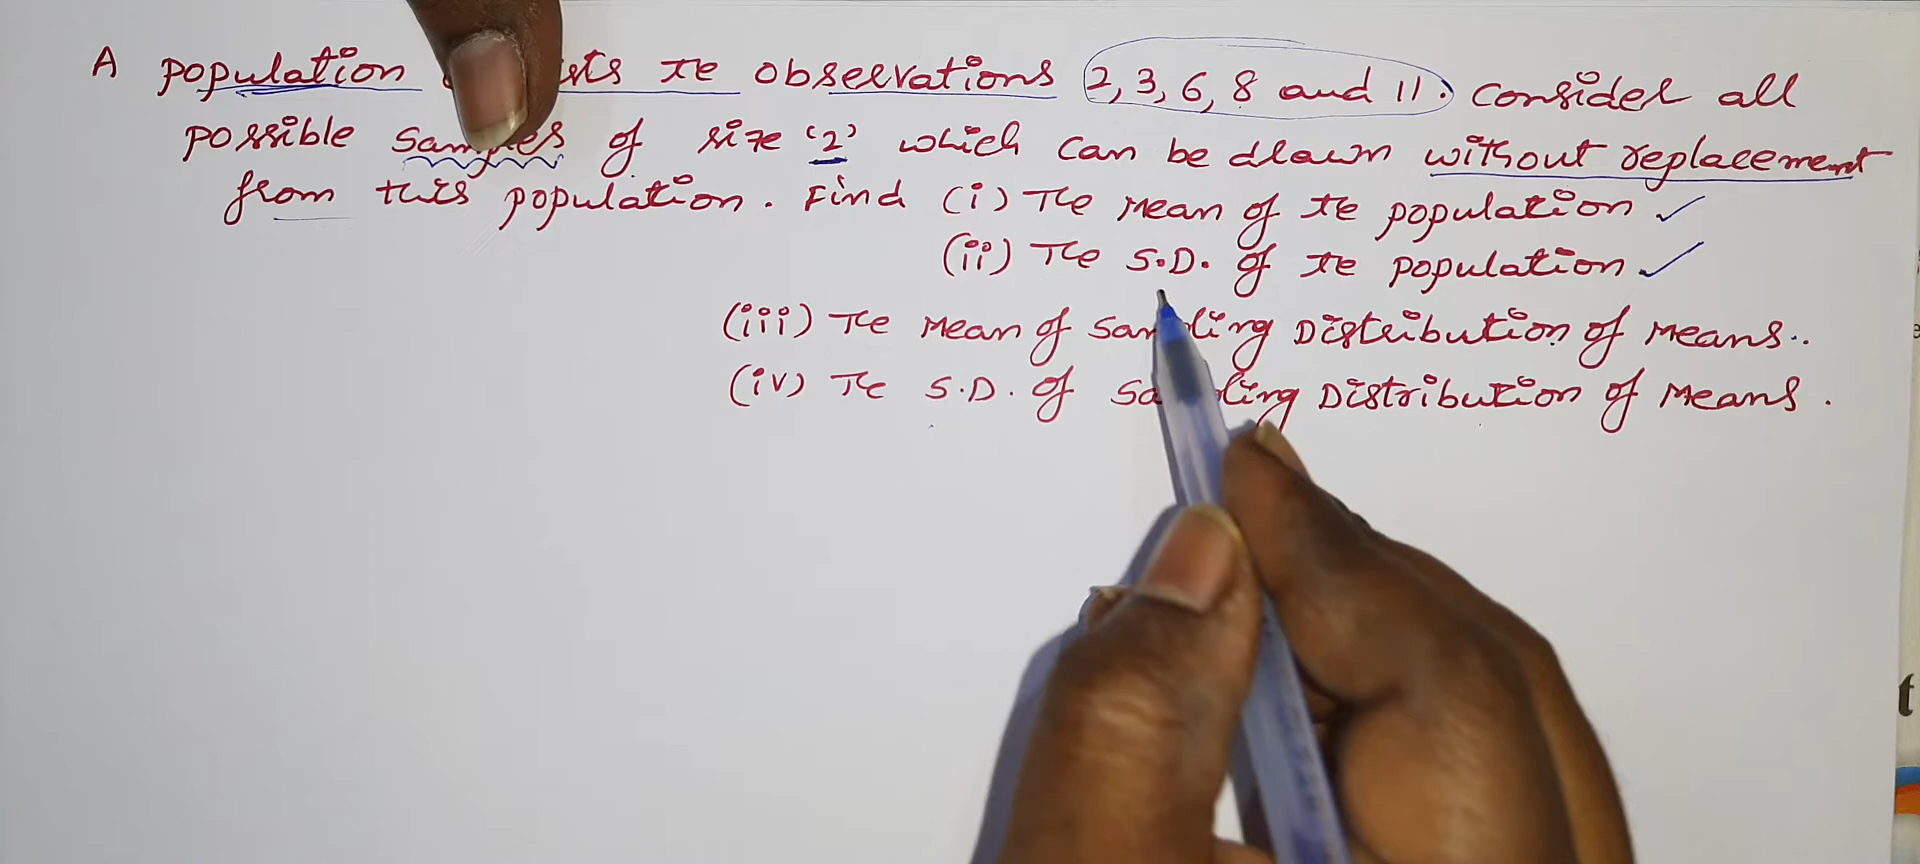 A population the observations 2, 3, 6, 8 and 11. Consider all
possible samples of size '2' which can be drawn without replacement
from this population. Find (i) The Mean of the population ✓
(ii) The S.D. of the population ✓
(iii) The Mean of Sampling Distribution of Means.
(iv) The S.D. of Sampling Distribution of Means.
t